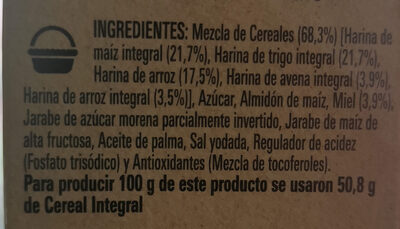 INGREDIENTES: Mezcla de Cereales (68,3%) [Harina de
maíz integral (21,7%), Harina de trigo integral (21,7%),
Harina de arroz (17,5%), Harina de avena integral (3,9%),
Harina de arroz integral (3,5%)], Azúcar, Almidón de maíz, Miel (3,9%),
Jarabe de azúcar morena parcialmente invertido, Jarabe de maíz de
alta fructosa, Aceite de palma, Sal yodada, Regulador de acidez
(Fosfato trisódico) y Antioxidantes (Mezcla de tocoferoles).
Para producir 100 g de este producto se usaron 50,8 g
de Cereal Integral